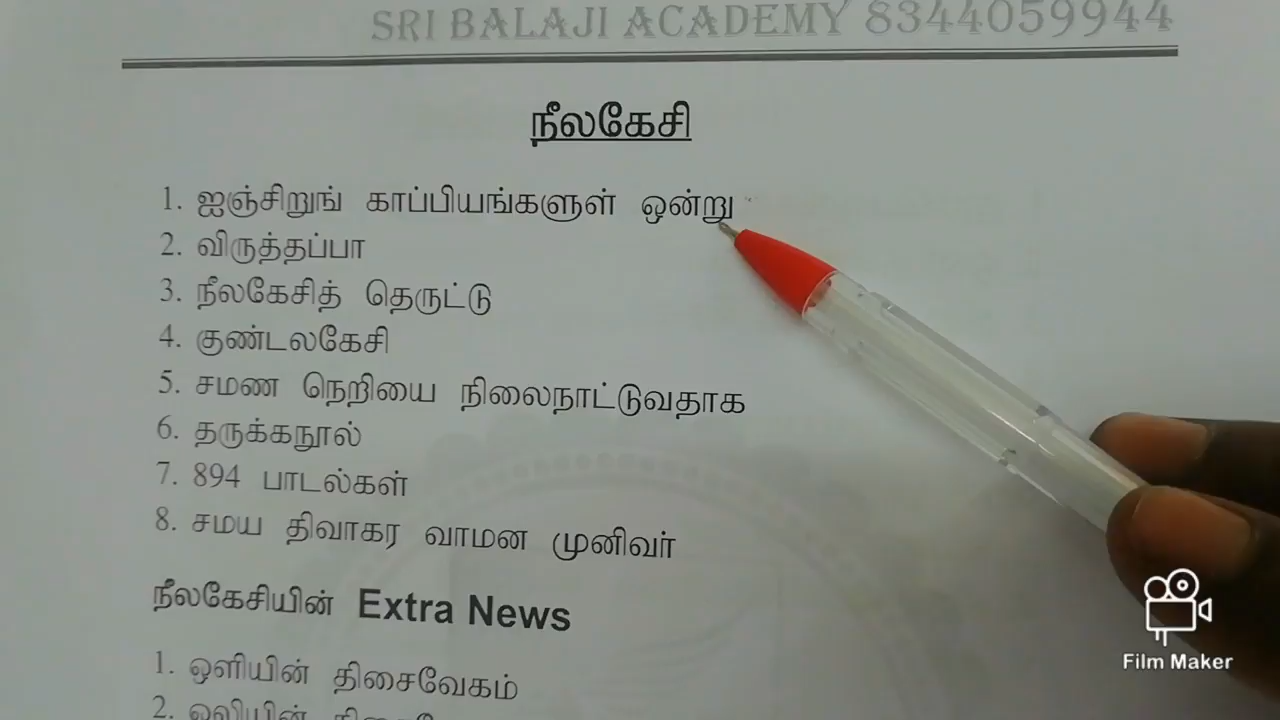 SRI BALAJI ACADEMY 8344059944
நீலகேசி
1. ஐஞ்சிறுங் காப்பியங்களுள் ஒன்று
2. விருத்தப்பா
3. நீலகேசித் தெருட்டு
4. குண்டலகேசி
5. சமண நெறியை நிலைநாட்டுவதாக
6. தருக்கநூல்
7. 894 பாடல்கள்
8. சமய திவாகர வாமன முனிவர்
நீலகேசியின் Extra News
1. ஒளியின் திசைவேகம்
2. ஒலியின்
Film Maker